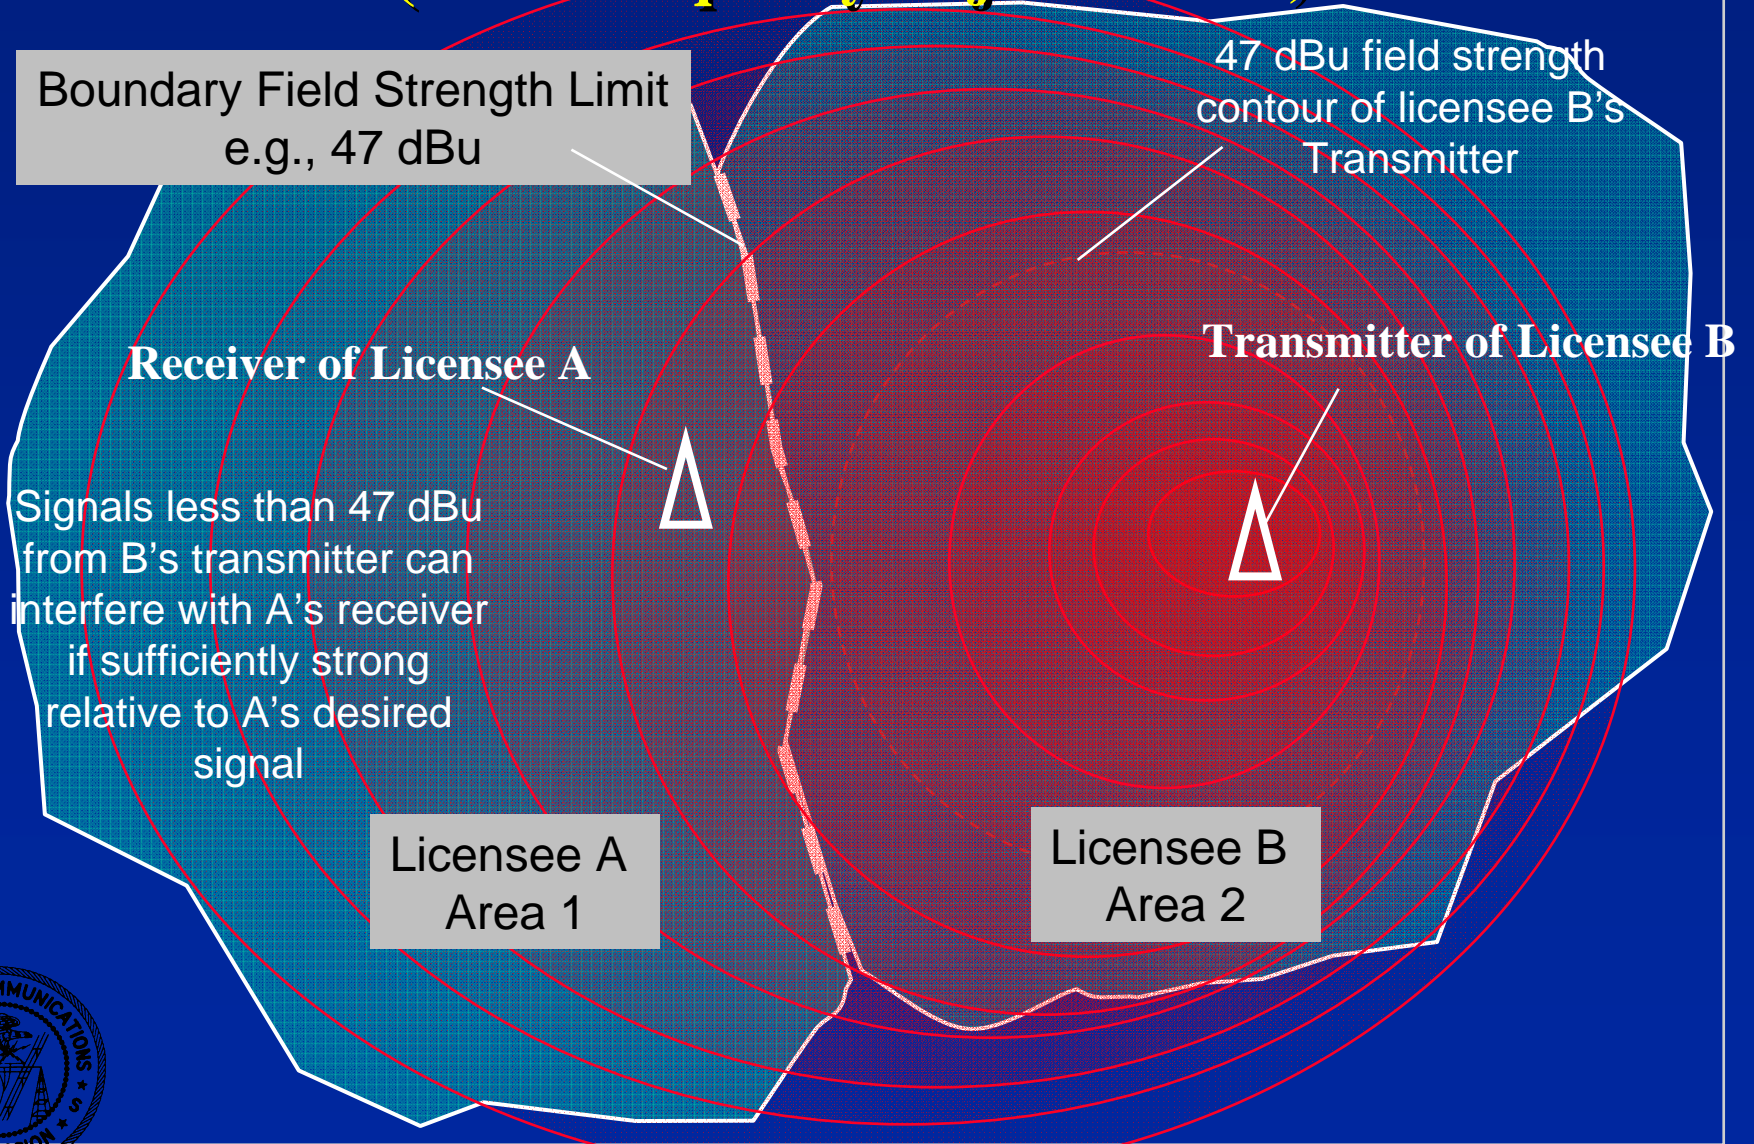 Boundary Field Strength Limit
e.g., 47 dBu
47 dBu field strength
contour of licensee B's
Transmitter
Receiver of Licensee A
Transmitter of Licensee B
Signals less than 47 dBu
from B's transmitter can
interfere with A's receiver
if sufficiently strong
relative to A's desired
signal
Licensee A
Area 1
Licensee B
Area 2